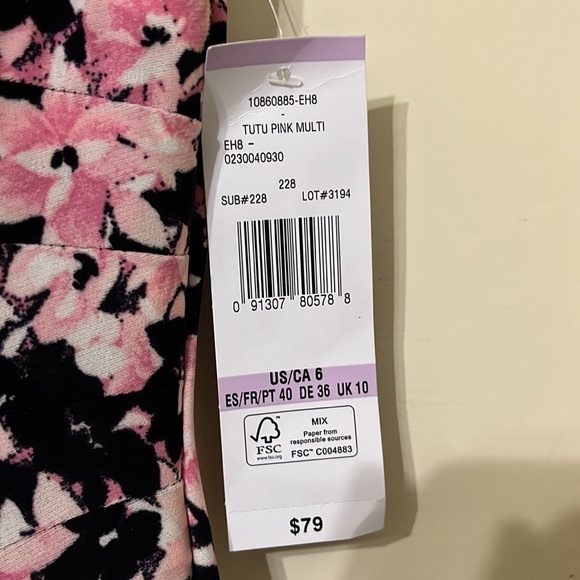 10860885-EH8
-
TUTU PINK MULTI
EH8 -
0230040930
228
SUB#228 LOT#3194
0 91307 80578 8
US/CA 6
ES/FR/PT 40 DE 36 UK 10
FSC
www.fsc.org
MIX
Paper from
responsible sources
FSC™ C004883
$79